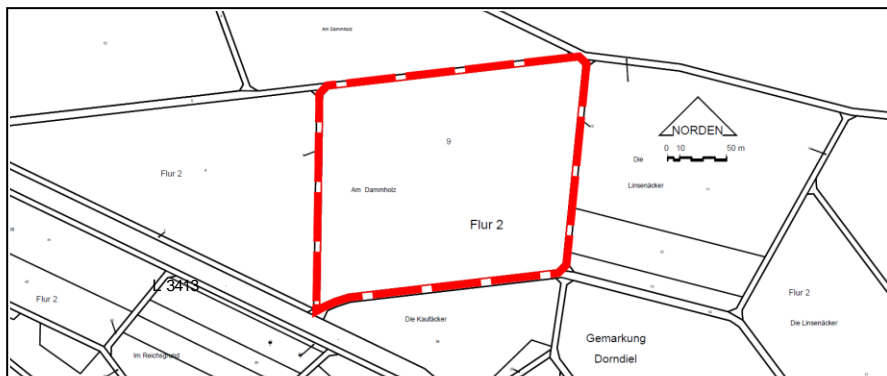 Am Dammholz
9
NORDEN
0 10 50 m
Die
Linsenäcker
Flur 2
Am Dammholz
Flur 2
L 3413
Flur 2
Flur 2
Die Kautäcker
Die Linsenäcker
Gemarkung
Dorndiel
Im Reichsgrund